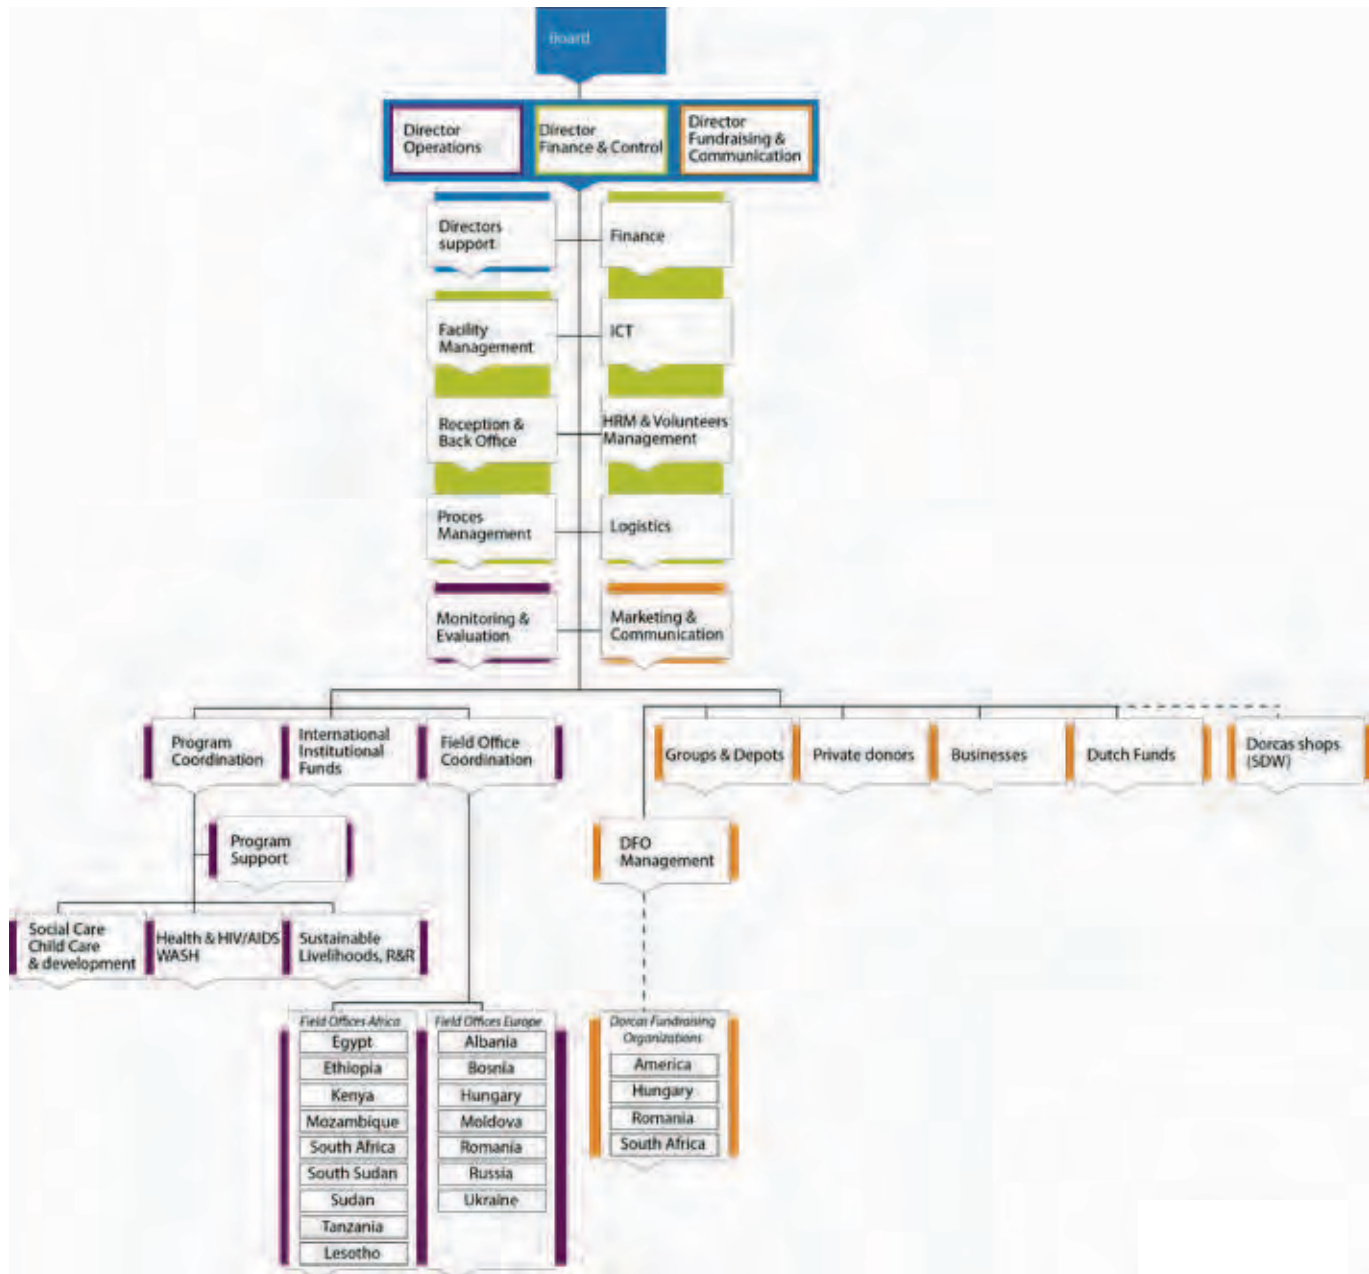 Board
Director
Operations
Director
Finance & Control
Director
Fundraising &
Communication
Directors
support
Finance
Facility
Management
ICT
Reception &
Back Office
HRM & Volunteers
Management
Proces
Management
Logistics
Monitoring &
Evaluation
Marketing &
Communication
Program
Coordination
International
Institutional
Funds
Field Office
Coordination
Groups & Depots
Private donors
Businesses
Dutch Funds
Dorcas shops
(SDW)
Program
Support
DFO
Management
Social Care
Child Care
& development
Health & HIV/AIDS
WASH
Sustainable
Livelihoods, R&R
Field Offices Africa
Egypt
Ethiopia
Kenya
Mozambique
South Africa
South Sudan
Sudan
Tanzania
Lesotho
Field Offices Europe
Albania
Bosnia
Hungary
Moldova
Romania
Russia
Ukraine
Dorcas Fundraising
Organizations
America
Hungary
Romania
South Africa